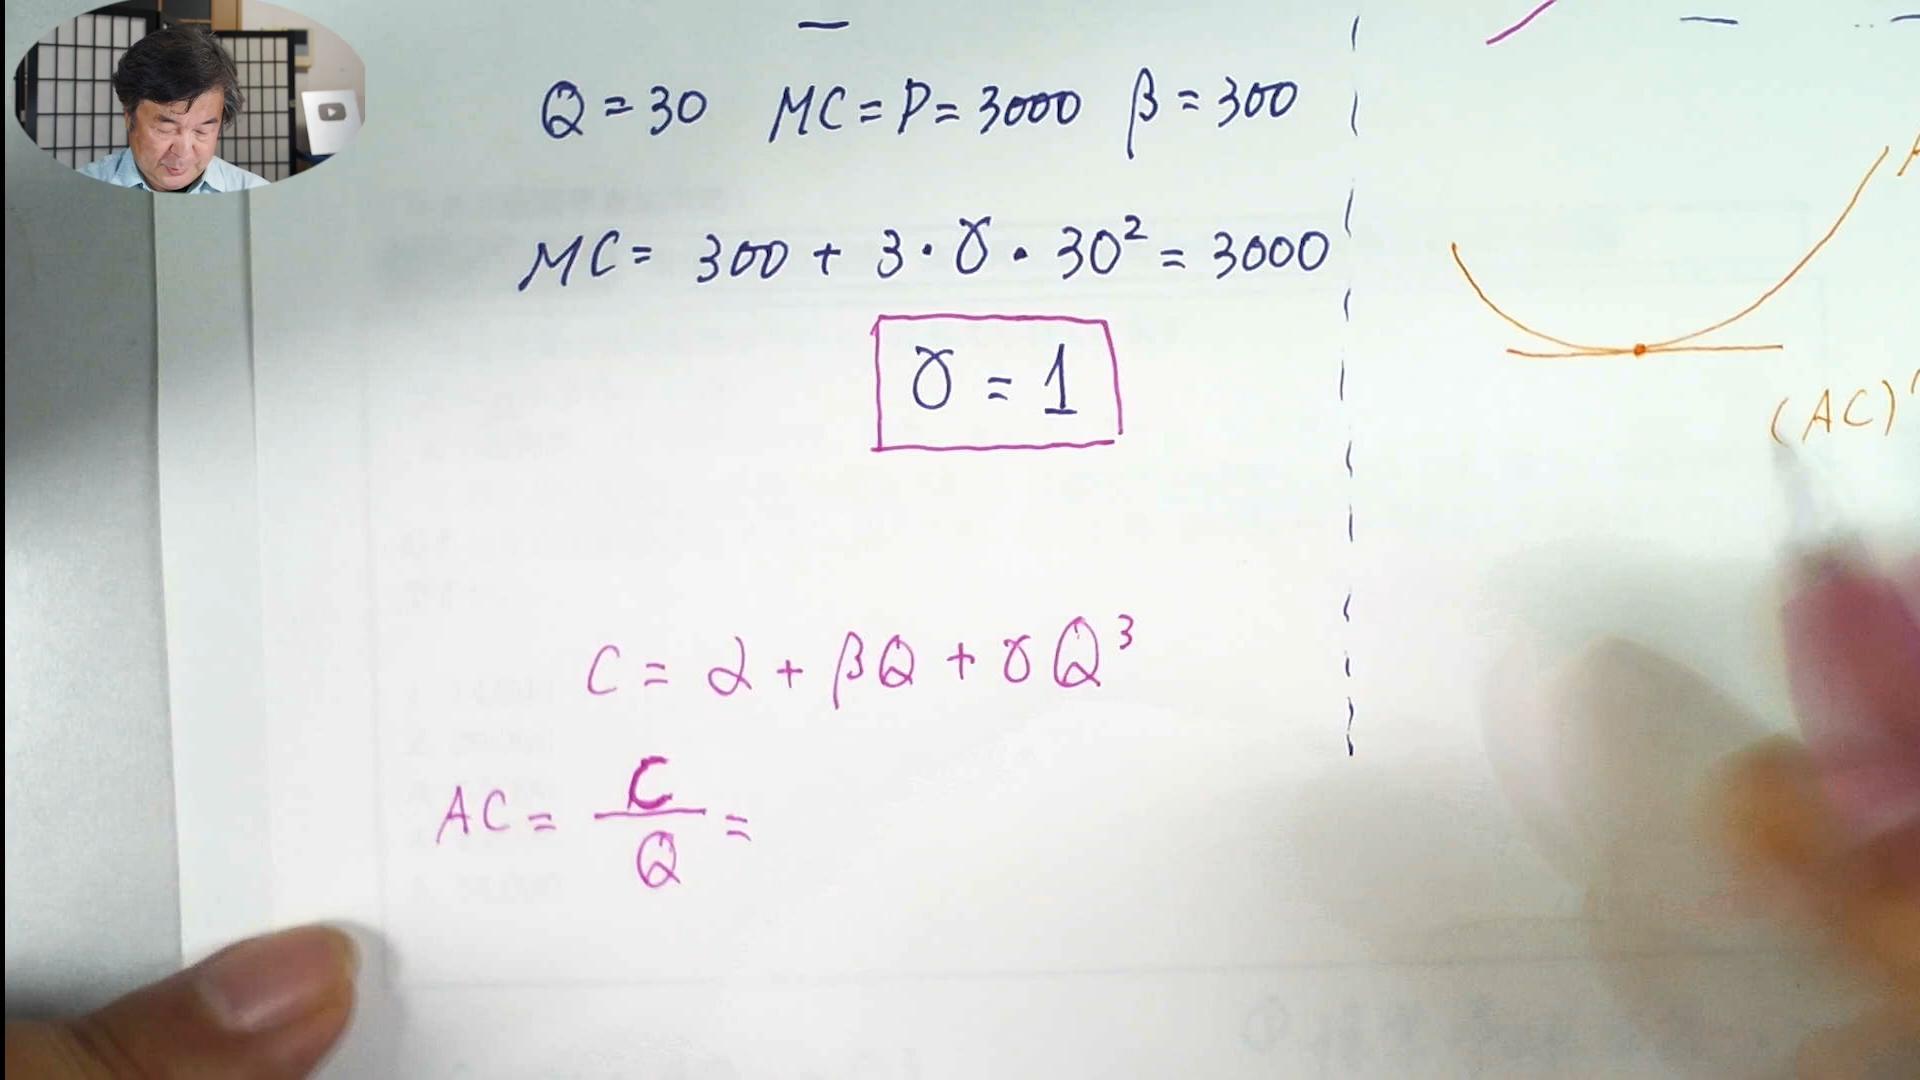 Q = 30 MC = P = 3000 β = 300
MC = 300 + 3・γ・30² = 3000
γ = 1
C = α + βQ + γQ³
AC = C/Q =
(AC)'